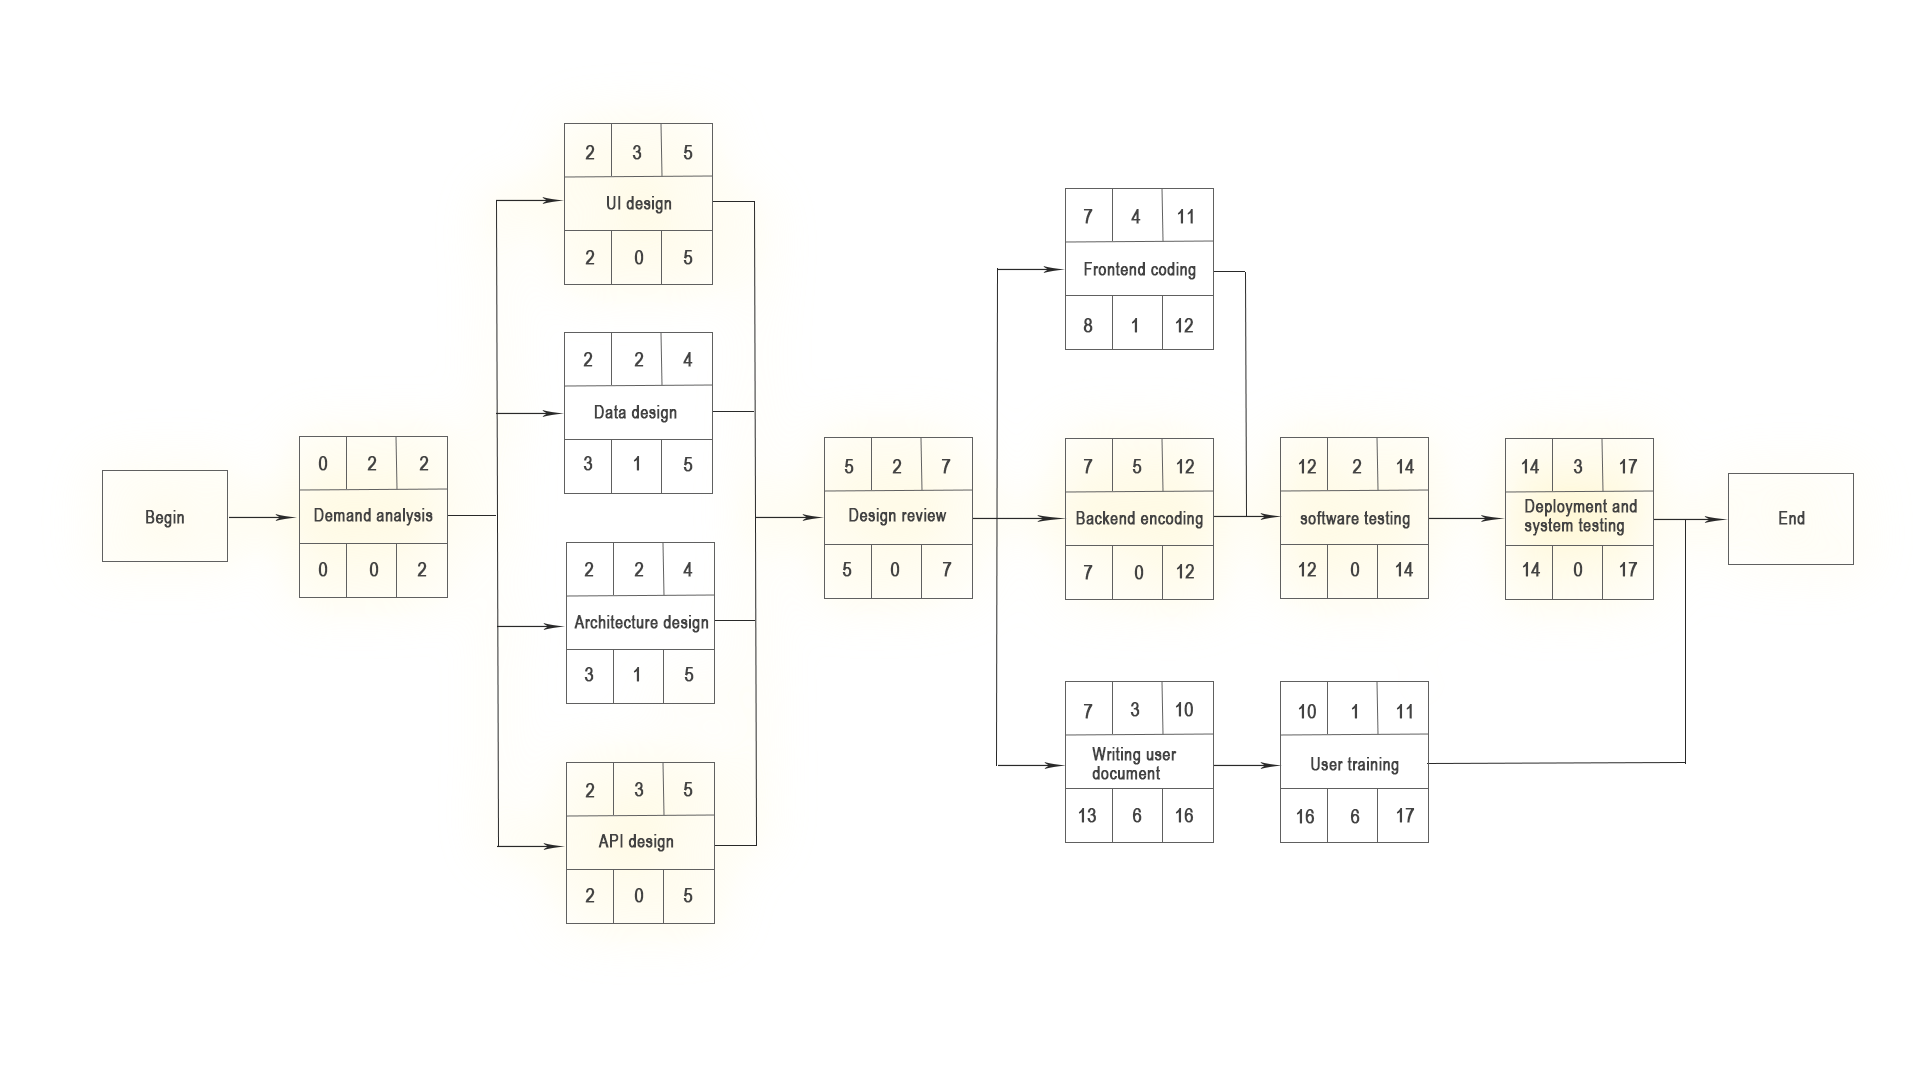 Begin
0 2 2
Demand analysis
0 0 2
2 3 5
UI design
2 0 5
2 2 4
Data design
3 1 5
2 2 4
Architecture design
3 1 5
2 3 5
API design
2 0 5
5 2 7
Design review
5 0 7
7 4 11
Frontend coding
8 1 12
7 5 12
Backend encoding
7 0 12
7 3 10
Writing user
document
13 6 16
12 2 14
software testing
12 0 14
10 1 11
User training
16 6 17
14 3 17
Deployment and
system testing
14 0 17
End